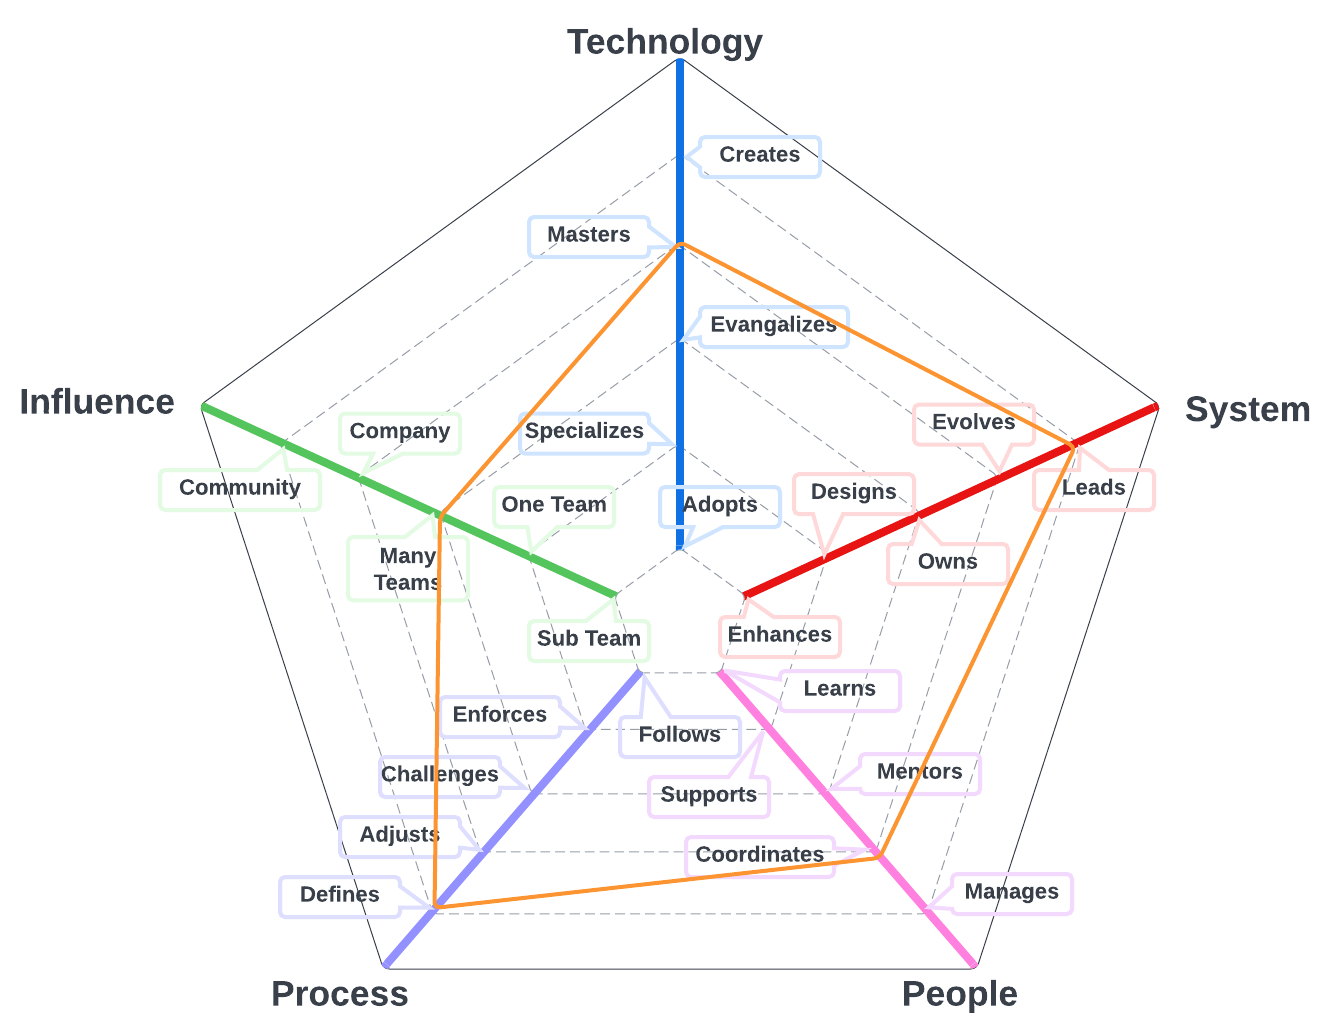 Technology
Creates
Masters
Evangalizes
Influence
System
Company
Specializes
Evolves
Community
One Team
Adopts
Designs
Leads
Many
Teams
Owns
Sub Team
Enhances
Learns
Enforces
Follows
Challenges
Mentors
Supports
Adjusts
Coordinates
Defines
Manages
Process
People